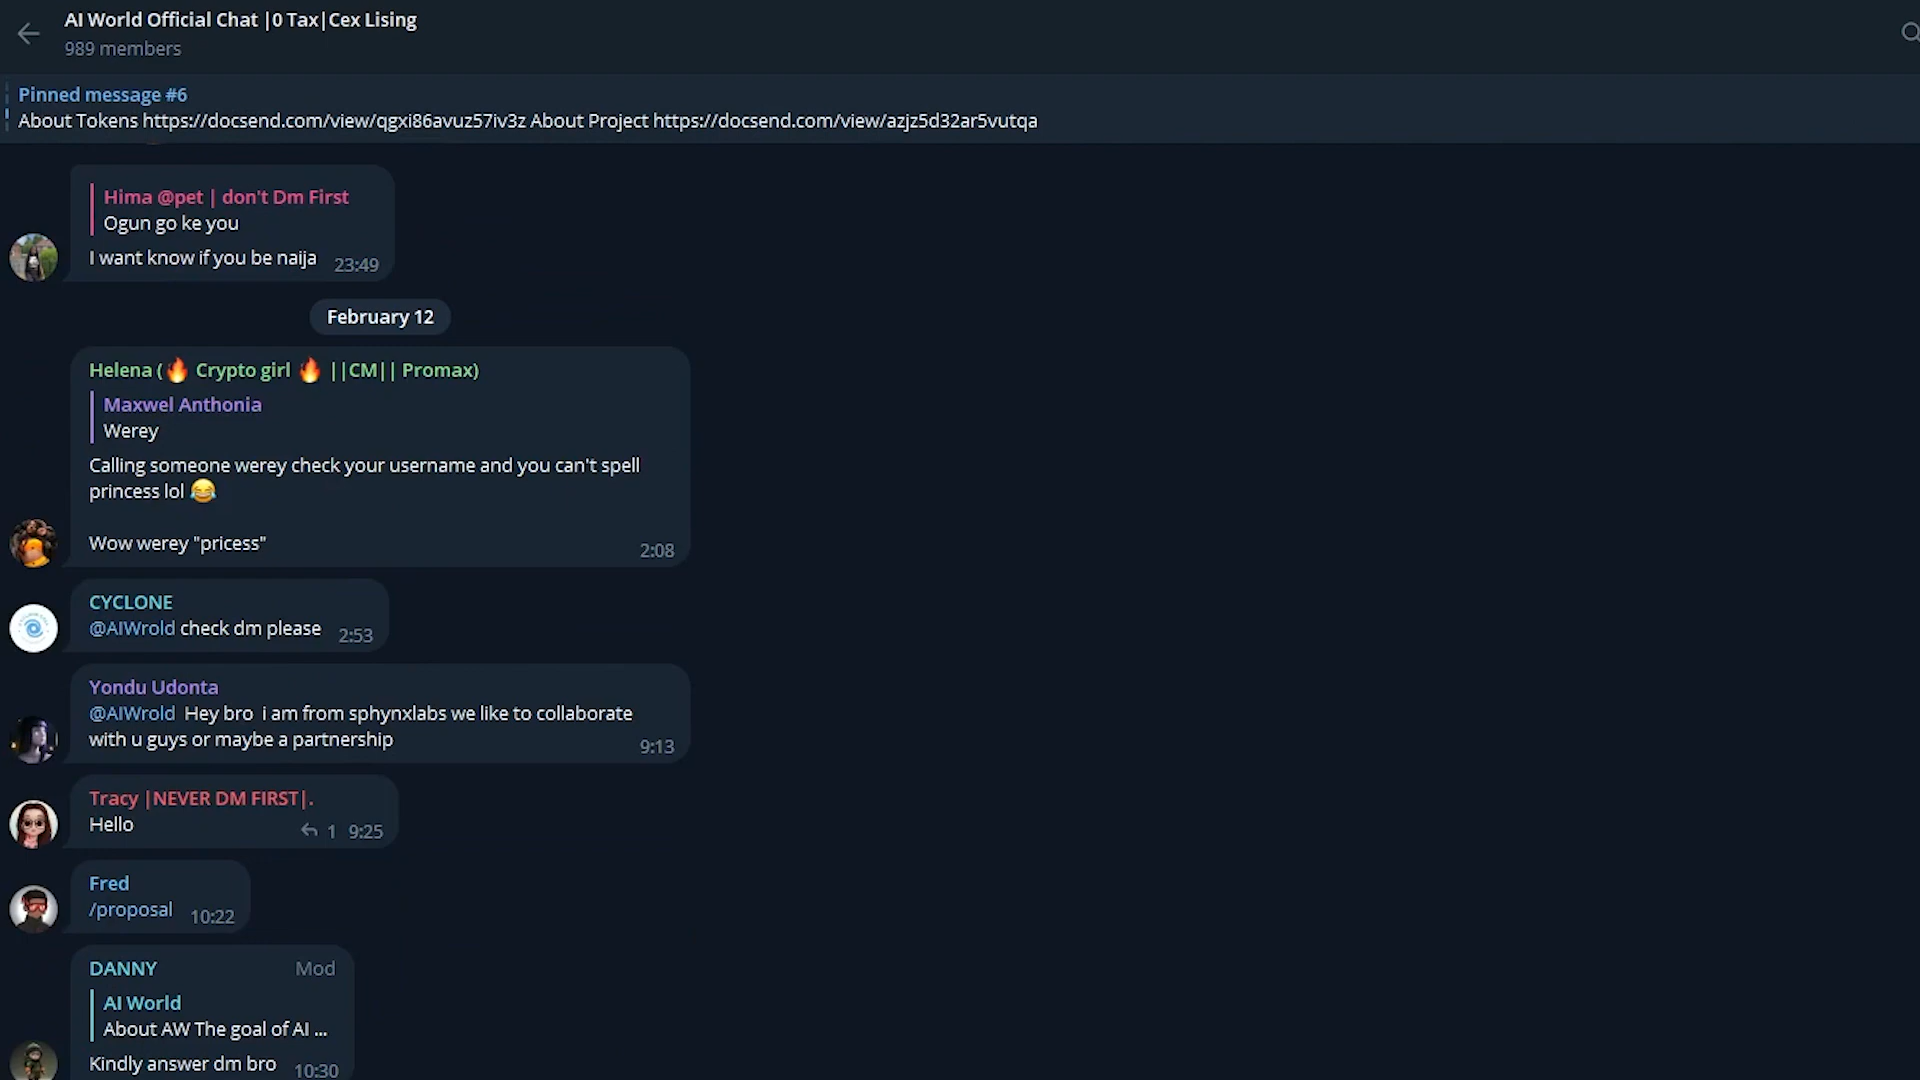 AI World Official Chat |0 Tax|Cex Lising
989 members
Pinned message #6
About Tokens https://docsend.com/view/qgxi86avuz57iv3z About Project https://docsend.com/view/azjz5d32ar5vutqa
Hima @pet | don't Dm First
Ogun go ke you
I want know if you be naija 23:49
February 12
Helena (🔥 Crypto girl 🔥 ||CM|| Promax)
Maxwel Anthonia
Werey
Calling someone werey check your username and you can't spell
princess lol 😂
Wow werey "pricess" 2:08
CYCLONE
@AIWrold check dm please 2:53
Yondu Udonta
@AIWrold Hey bro i am from sphynxlabs we like to collaborate
with u guys or maybe a partnership 9:13
Tracy |NEVER DM FIRST|.
Hello 1 9:25
Fred
/proposal 10:22
DANNY Mod
AI World
About AW The goal of AI ...
Kindly answer dm bro 10:30